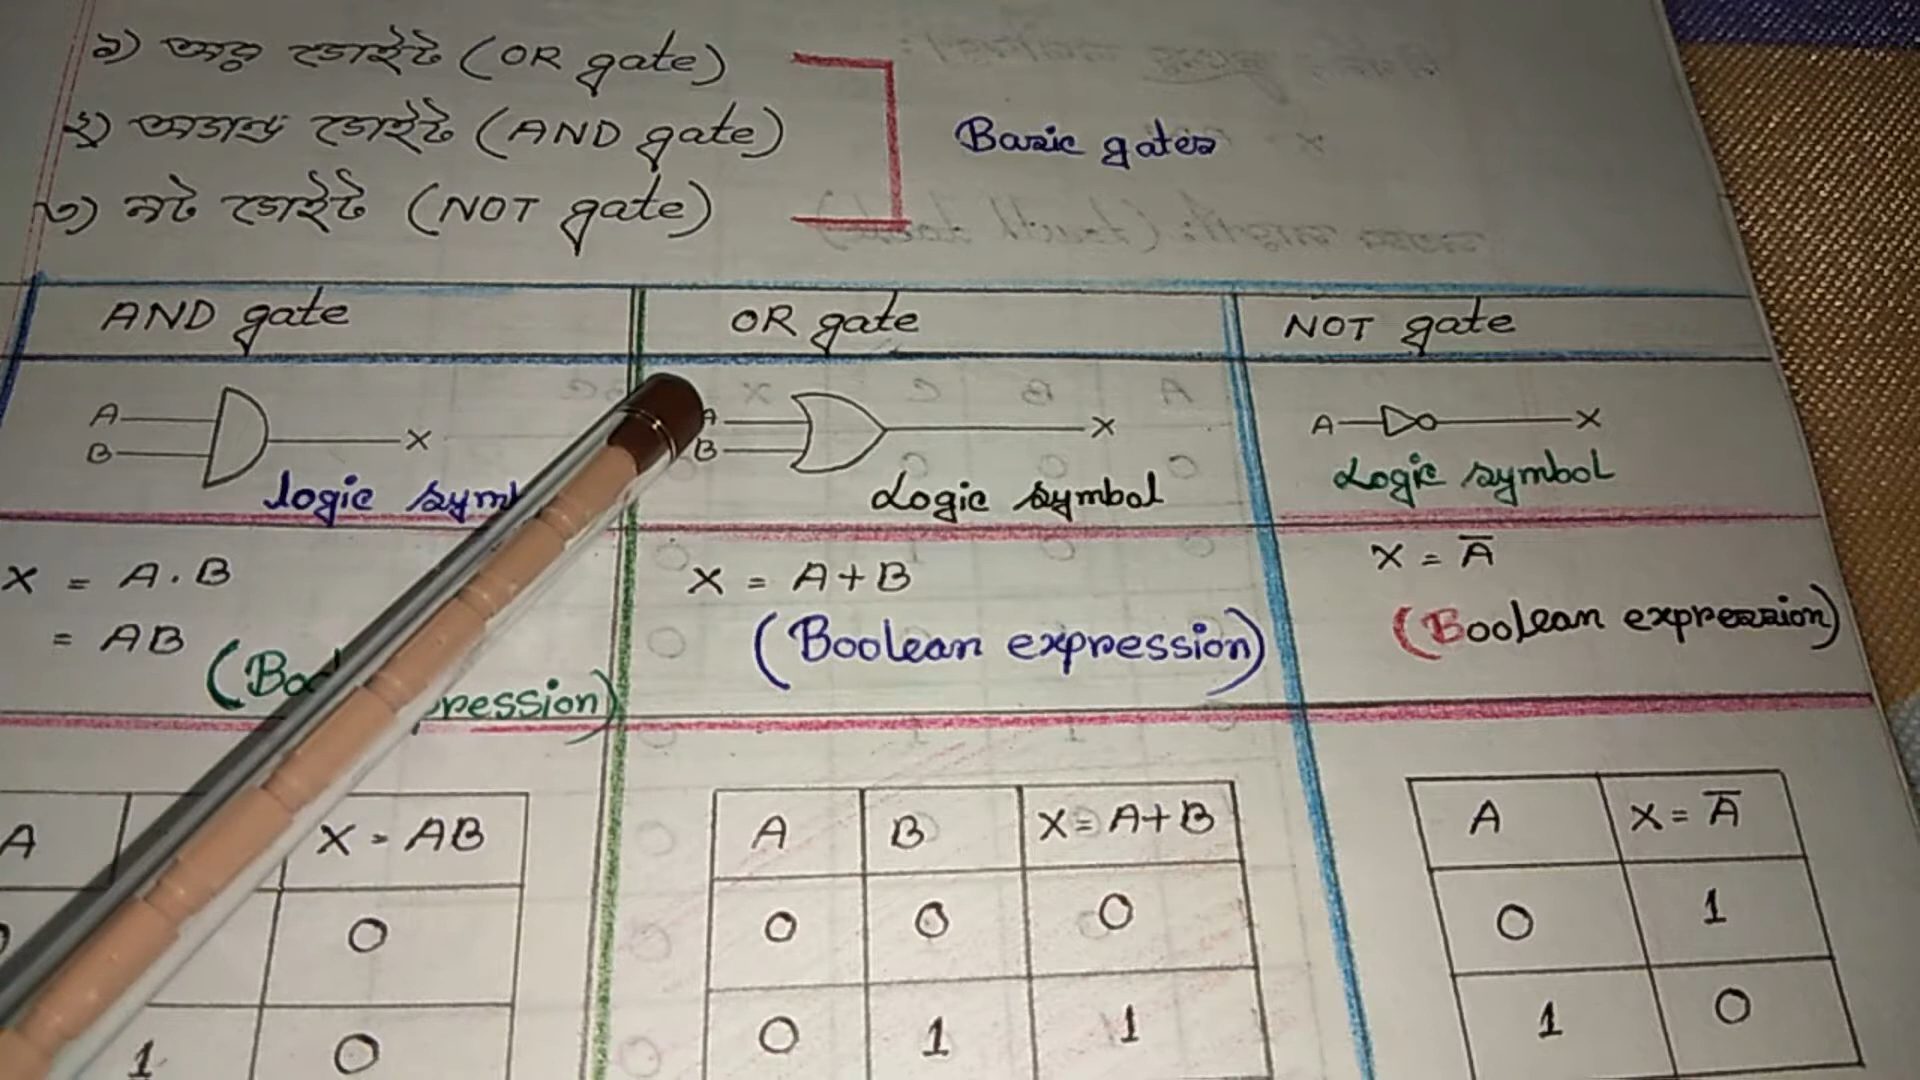 ১) অর গেইট (OR gate)
২) অ্যান্ড গেইট (AND gate)
৩) নট গেইট (NOT gate)
Basic gates
AND gate
OR gate
NOT gate
A
B
X
logic
A
B
X
Logic symbol
A
X
Logic symbol
X = A.B
= AB
X = A+B
(Boolean expression)
X = A̅
(Boolean expression)
A
X = AB
0
0
1
0
A B X = A+B
0 0 0
0 1 1
A X = A̅
0 1
1 0